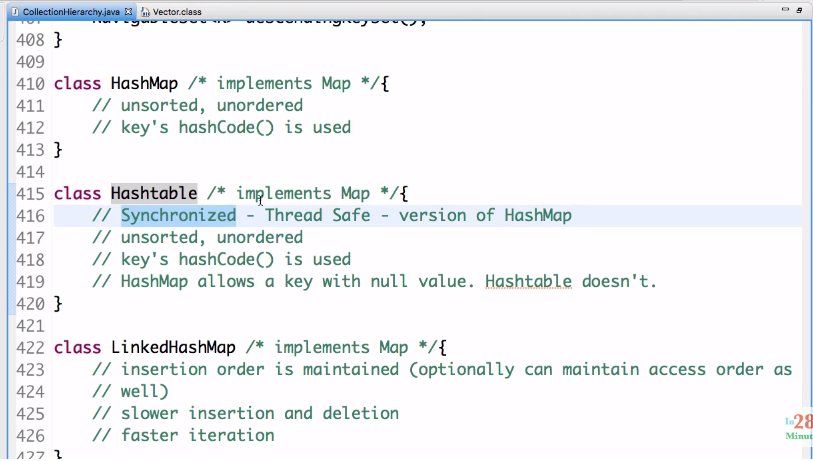 CollectionHierarchy.java Vector.class
408 }
409
410 class HashMap /* implements Map */{
411 // unsorted, unordered
412 // key's hashCode() is used
413 }
414
415 class Hashtable /* implements Map */{
416 // Synchronized - Thread Safe - version of HashMap
417 // unsorted, unordered
418 // key's hashCode() is used
419 // HashMap allows a key with null value. Hashtable doesn't.
420 }
421
422 class LinkedHashMap /* implements Map */{
423 // insertion order is maintained (optionally can maintain access order as
424 // well)
425 // slower insertion and deletion
426 // faster iteration
427 }
In28
Minut